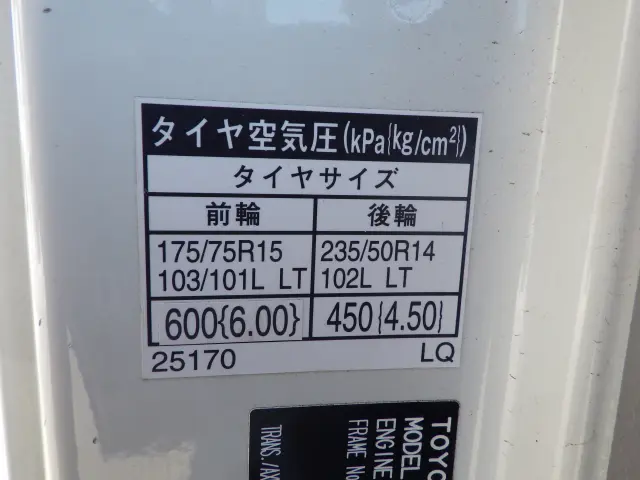 タイヤ空気圧(kPa{kg/cm²})
タイヤサイズ
前輪 後輪
175/75R15 235/50R14
103/101L LT 102L LT
600{6.00} 450{4.50}
25170 LQ
MODEL
ENGINE
FRAME No
TRANS./